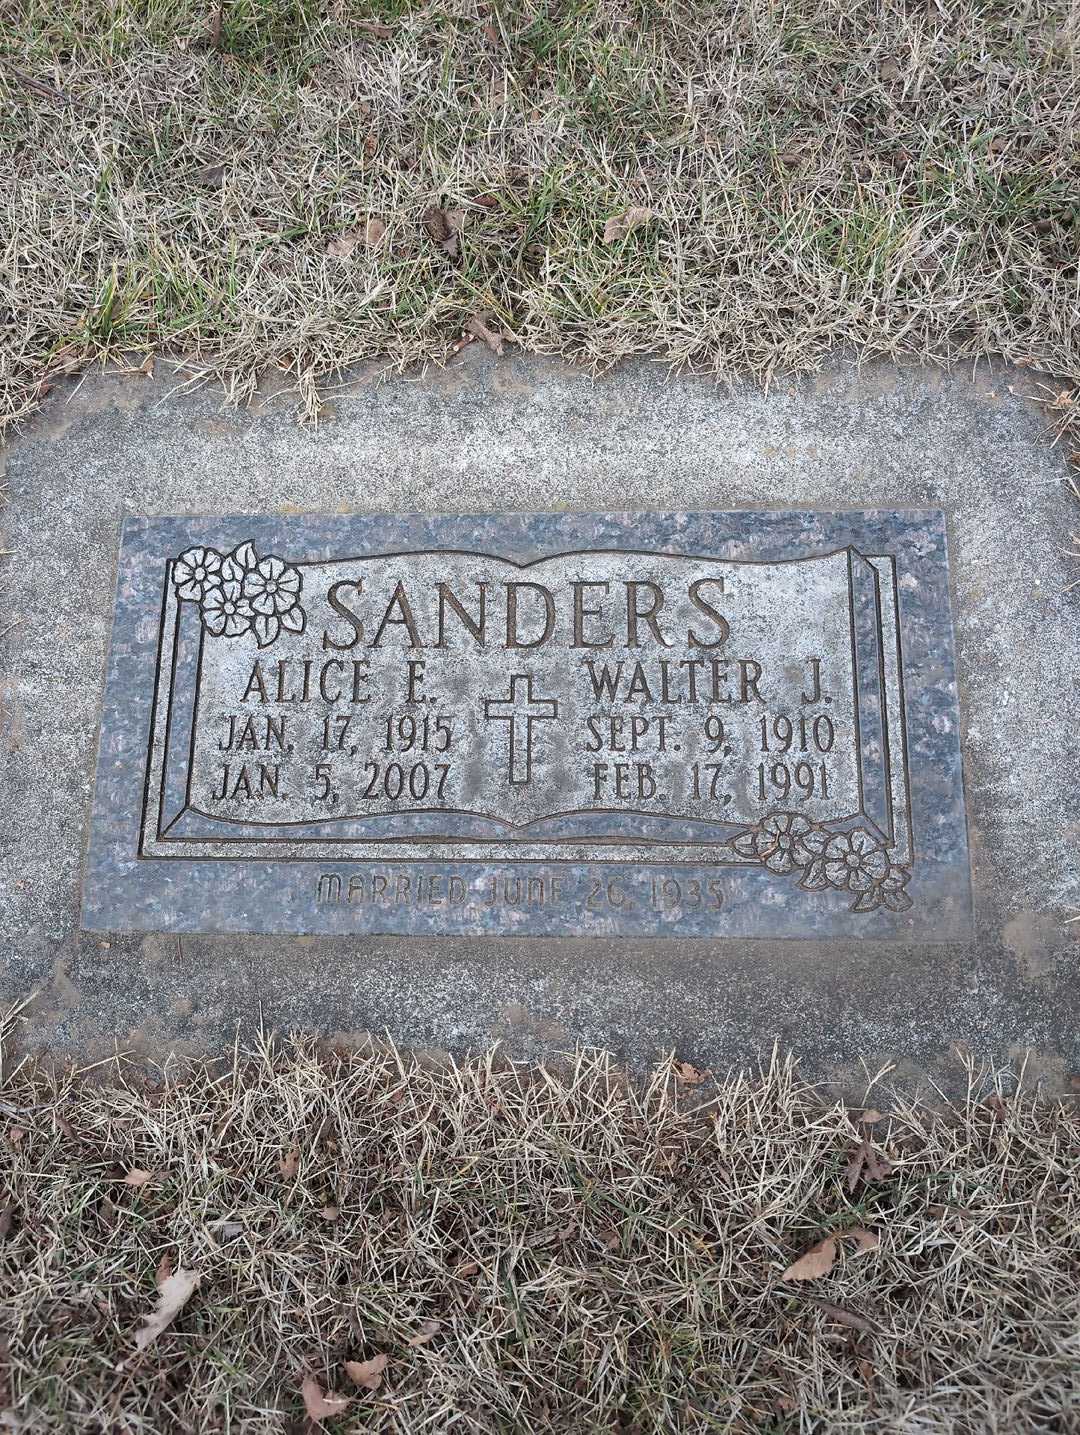 SANDERS
ALICE E.
JAN. 17, 1915
JAN. 5, 2007
WALTER J.
SEPT. 9, 1910
FEB. 17, 1991
MARRIED JUNE 26, 1935